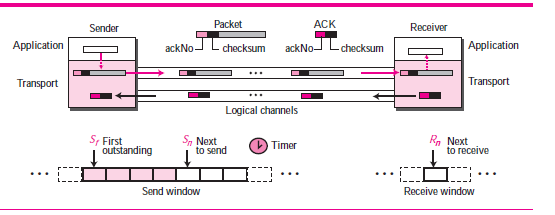 Sender
Packet
ACK
Receiver
Application
ackNo
checksum
ackNo
checksum
Application
Transport
Transport
Logical channels
Sf First outstanding
Sn Next to send
Timer
Rn Next to receive
Send window
Receive window